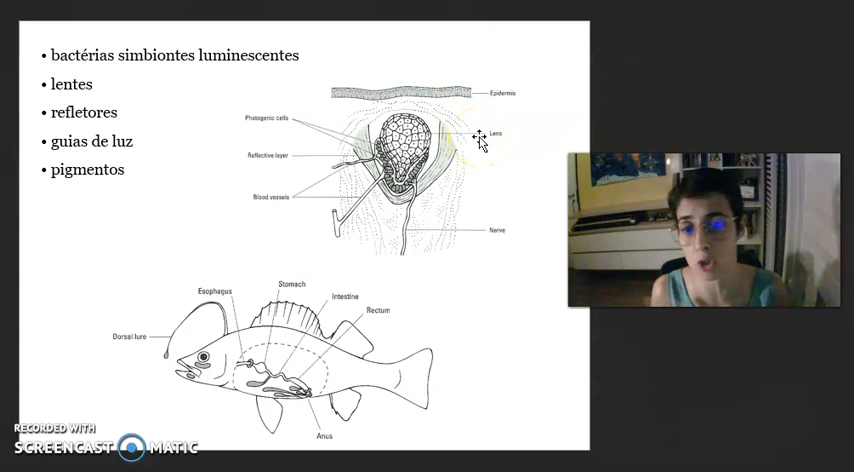 • bactérias simbiontes luminescentes
• lentes
• refletores
• guias de luz
• pigmentos
Epidermis
Photogenic cells
Lens
Reflective layer
Blood vessels
Nerve
Stomach
Esophagus
Intestine
Rectum
Dorsal lure
Anus
RECORDED WITH
SCREENCAST MATIC